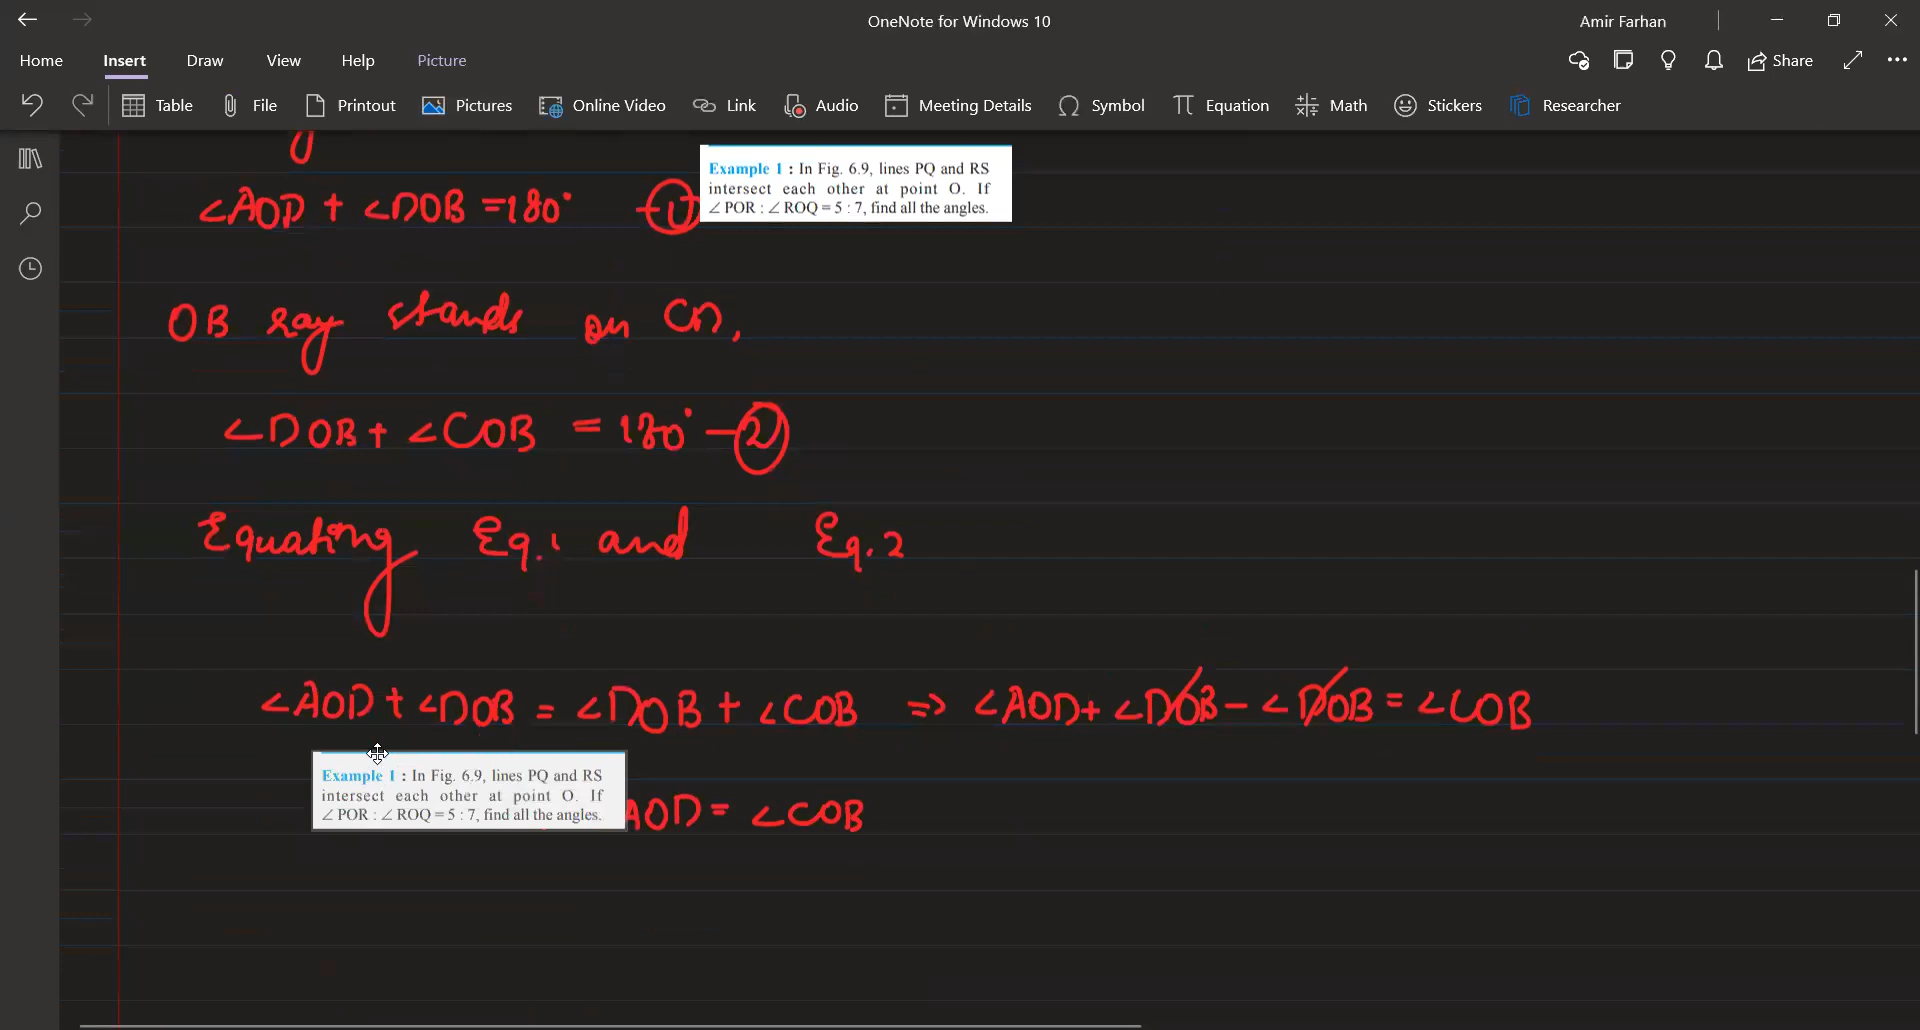 OneNote for Windows 10
Amir Farhan
Home Insert Draw View Help Picture
Share
Table File Printout Pictures Online Video Link Audio Meeting Details Symbol Equation Math Stickers Researcher
∠AOD + ∠DOB = 180° - ①
Example 1 : In Fig. 6.9, lines PQ and RS
intersect each other at point O. If
∠ POR : ∠ ROQ = 5 : 7, find all the angles.
OB ray stands on CD,
∠DOB + ∠COB = 180° - ②
Equating Eq.1 and Eq.2
∠AOD + ∠DOB = ∠DOB + ∠COB => ∠AOD + ∠DOB - ∠DOB = ∠COB
Example 1 : In Fig. 6.9, lines PQ and RS
intersect each other at point O. If
∠ POR : ∠ ROQ = 5 : 7, find all the angles.
AOD = ∠COB